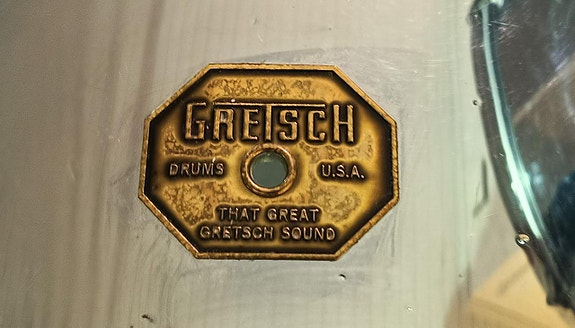 GRETSCH
DRUMS U.S.A.
THAT GREAT
GRETSCH SOUND